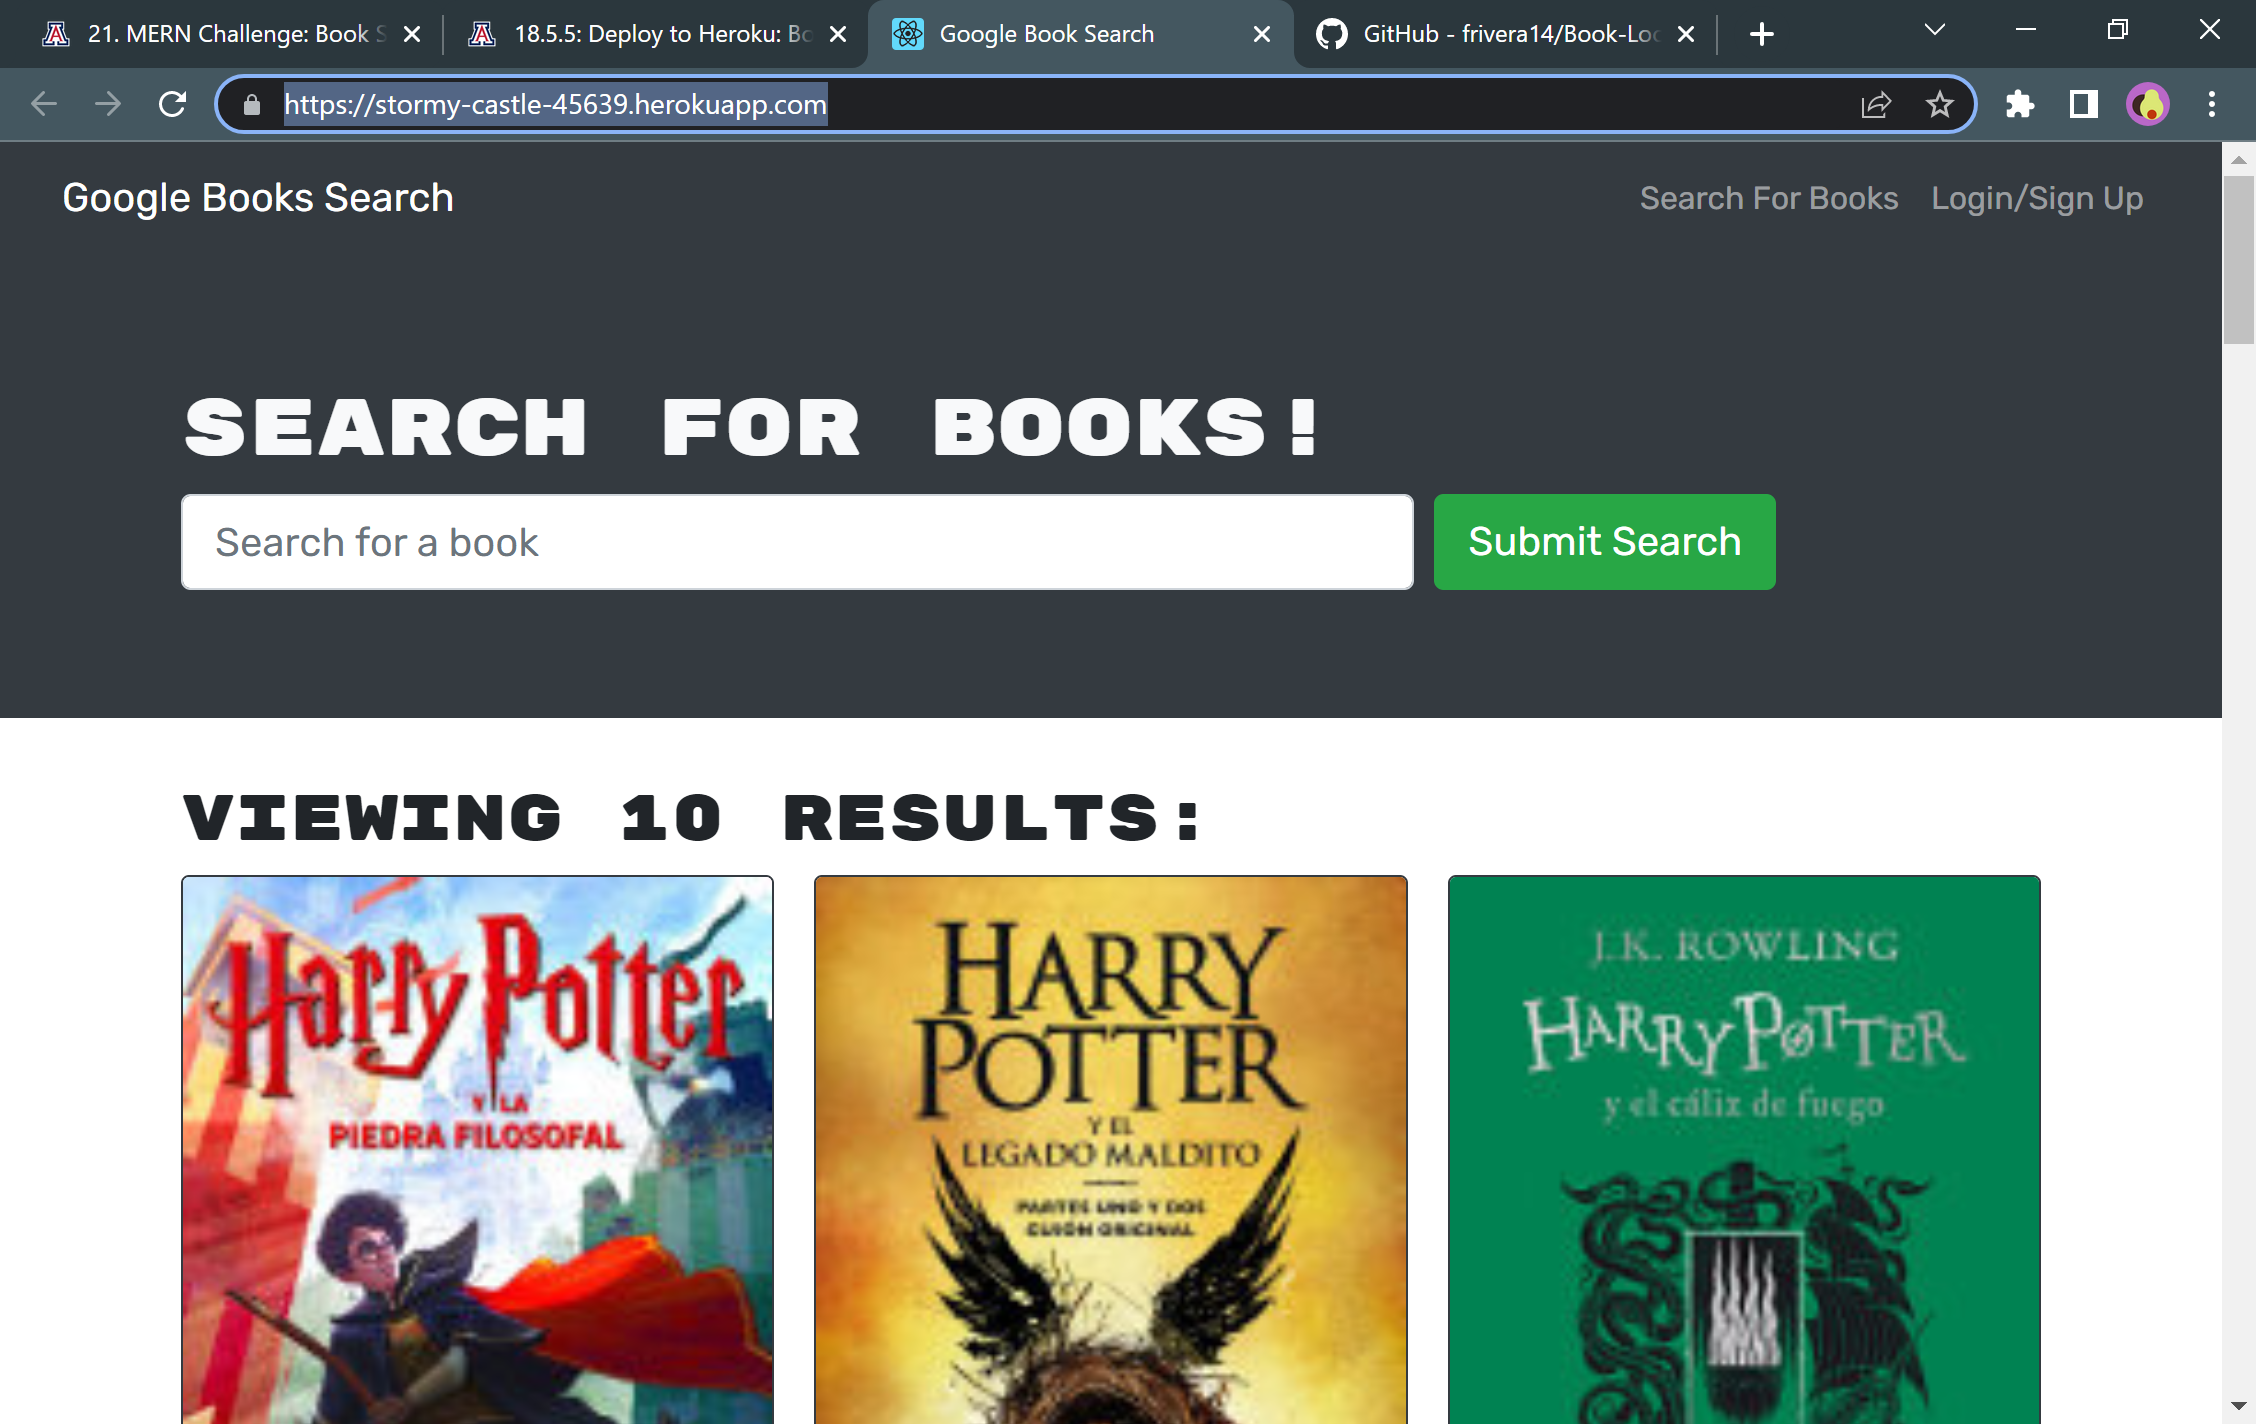 21. MERN Challenge: Book S
18.5.5: Deploy to Heroku: Bo
Google Book Search
GitHub - frivera14/Book-Loo
https://stormy-castle-45639.herokuapp.com
Google Books Search
Search For Books
Login/Sign Up
SEARCH FOR BOOKS!
Search for a book
Submit Search
VIEWING 10 RESULTS:
Harry Potter
Y LA
PIEDRA FILOSOFAL
HARRY
POTTER
Y EL
LEGADO MALDITO
PARTES UNO Y DOS
GUIÓN ORIGINAL
J.K. ROWLING
HARRY POTTER
y el cáliz de fuego